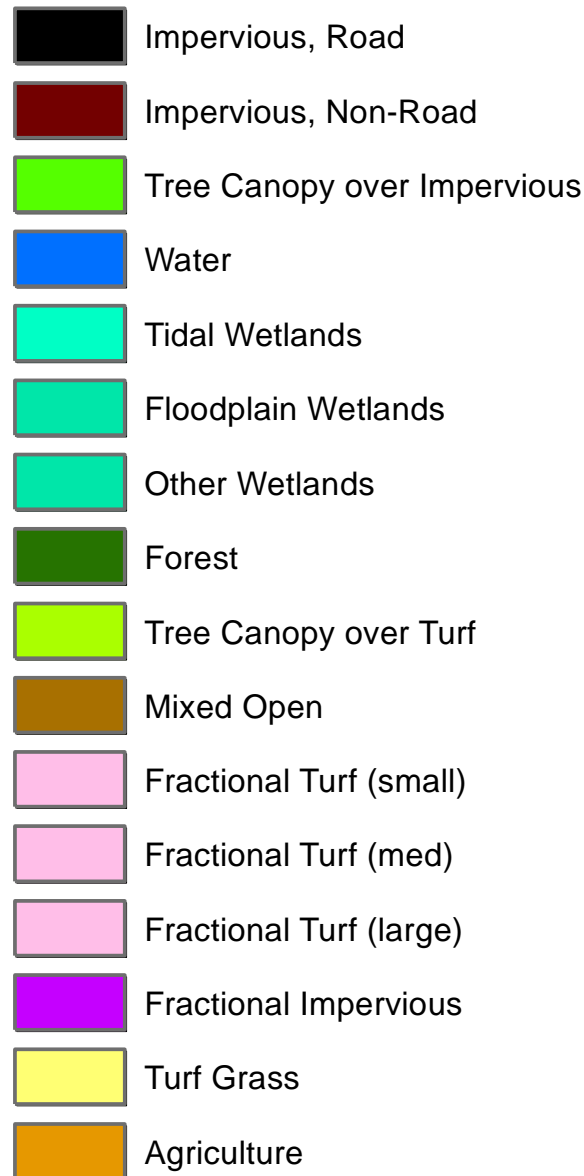 Impervious, Road
Impervious, Non-Road
Tree Canopy over Impervious
Water
Tidal Wetlands
Floodplain Wetlands
Other Wetlands
Forest
Tree Canopy over Turf
Mixed Open
Fractional Turf (small)
Fractional Turf (med)
Fractional Turf (large)
Fractional Impervious
Turf Grass
Agriculture